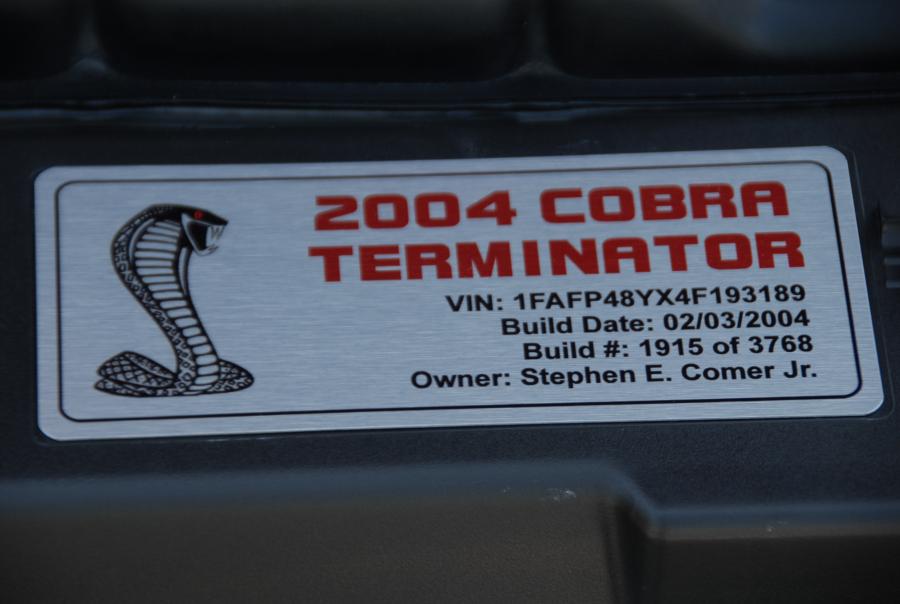 2004 COBRA
TERMINATOR
VIN: 1FAFP48YX4F193189
Build Date: 02/03/2004
Build #: 1915 of 3768
Owner: Stephen E. Comer Jr.